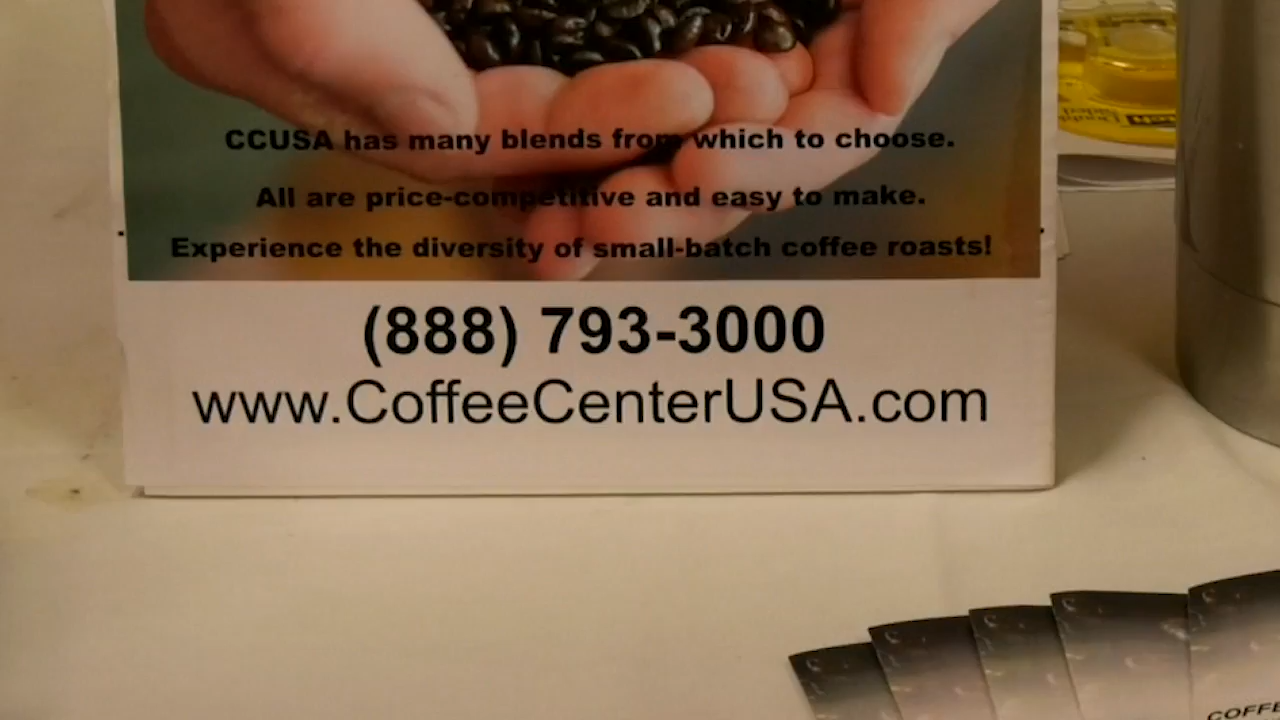 CCUSA has many blends from which to choose.
All are price-competitive and easy to make.
Experience the diversity of small-batch coffee roasts!
(888) 793-3000
www.CoffeeCenterUSA.com